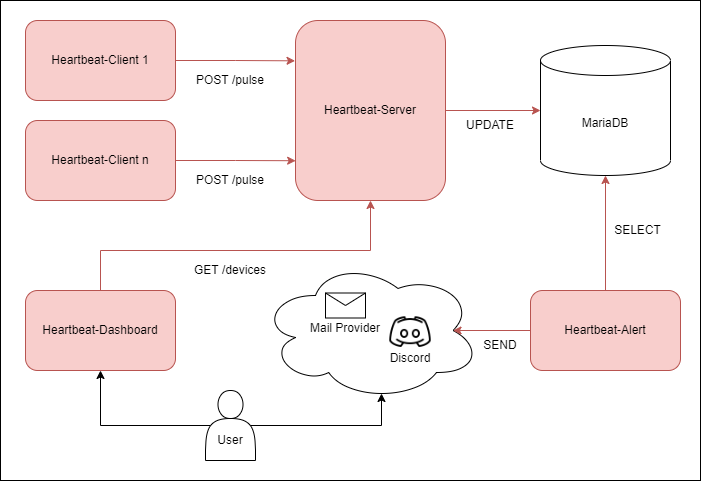 Heartbeat-Client 1
POST /pulse
Heartbeat-Server
UPDATE
MariaDB
Heartbeat-Client n
POST /pulse
SELECT
GET /devices
Heartbeat-Dashboard
Mail Provider
Discord
SEND
Heartbeat-Alert
User